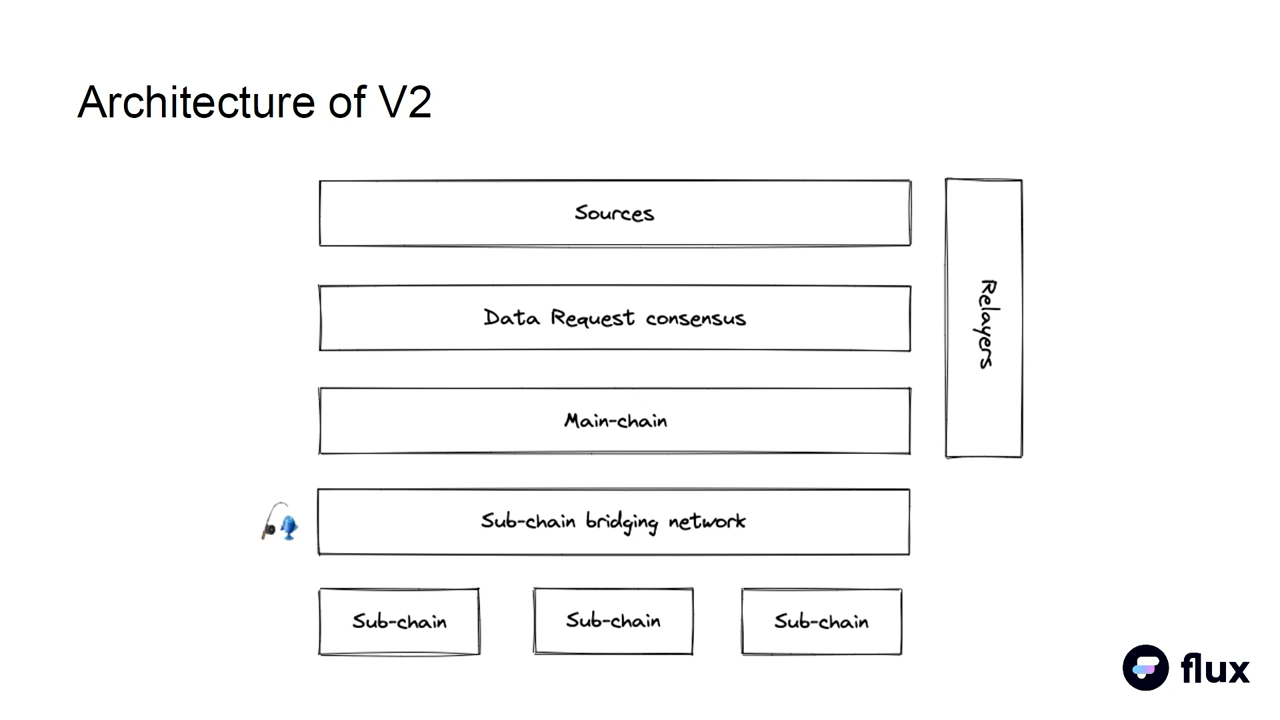 Architecture of V2
Sources
Data Request consensus
Main-chain
Sub-chain bridging network
Sub-chain
Sub-chain
Sub-chain
Relayers
flux